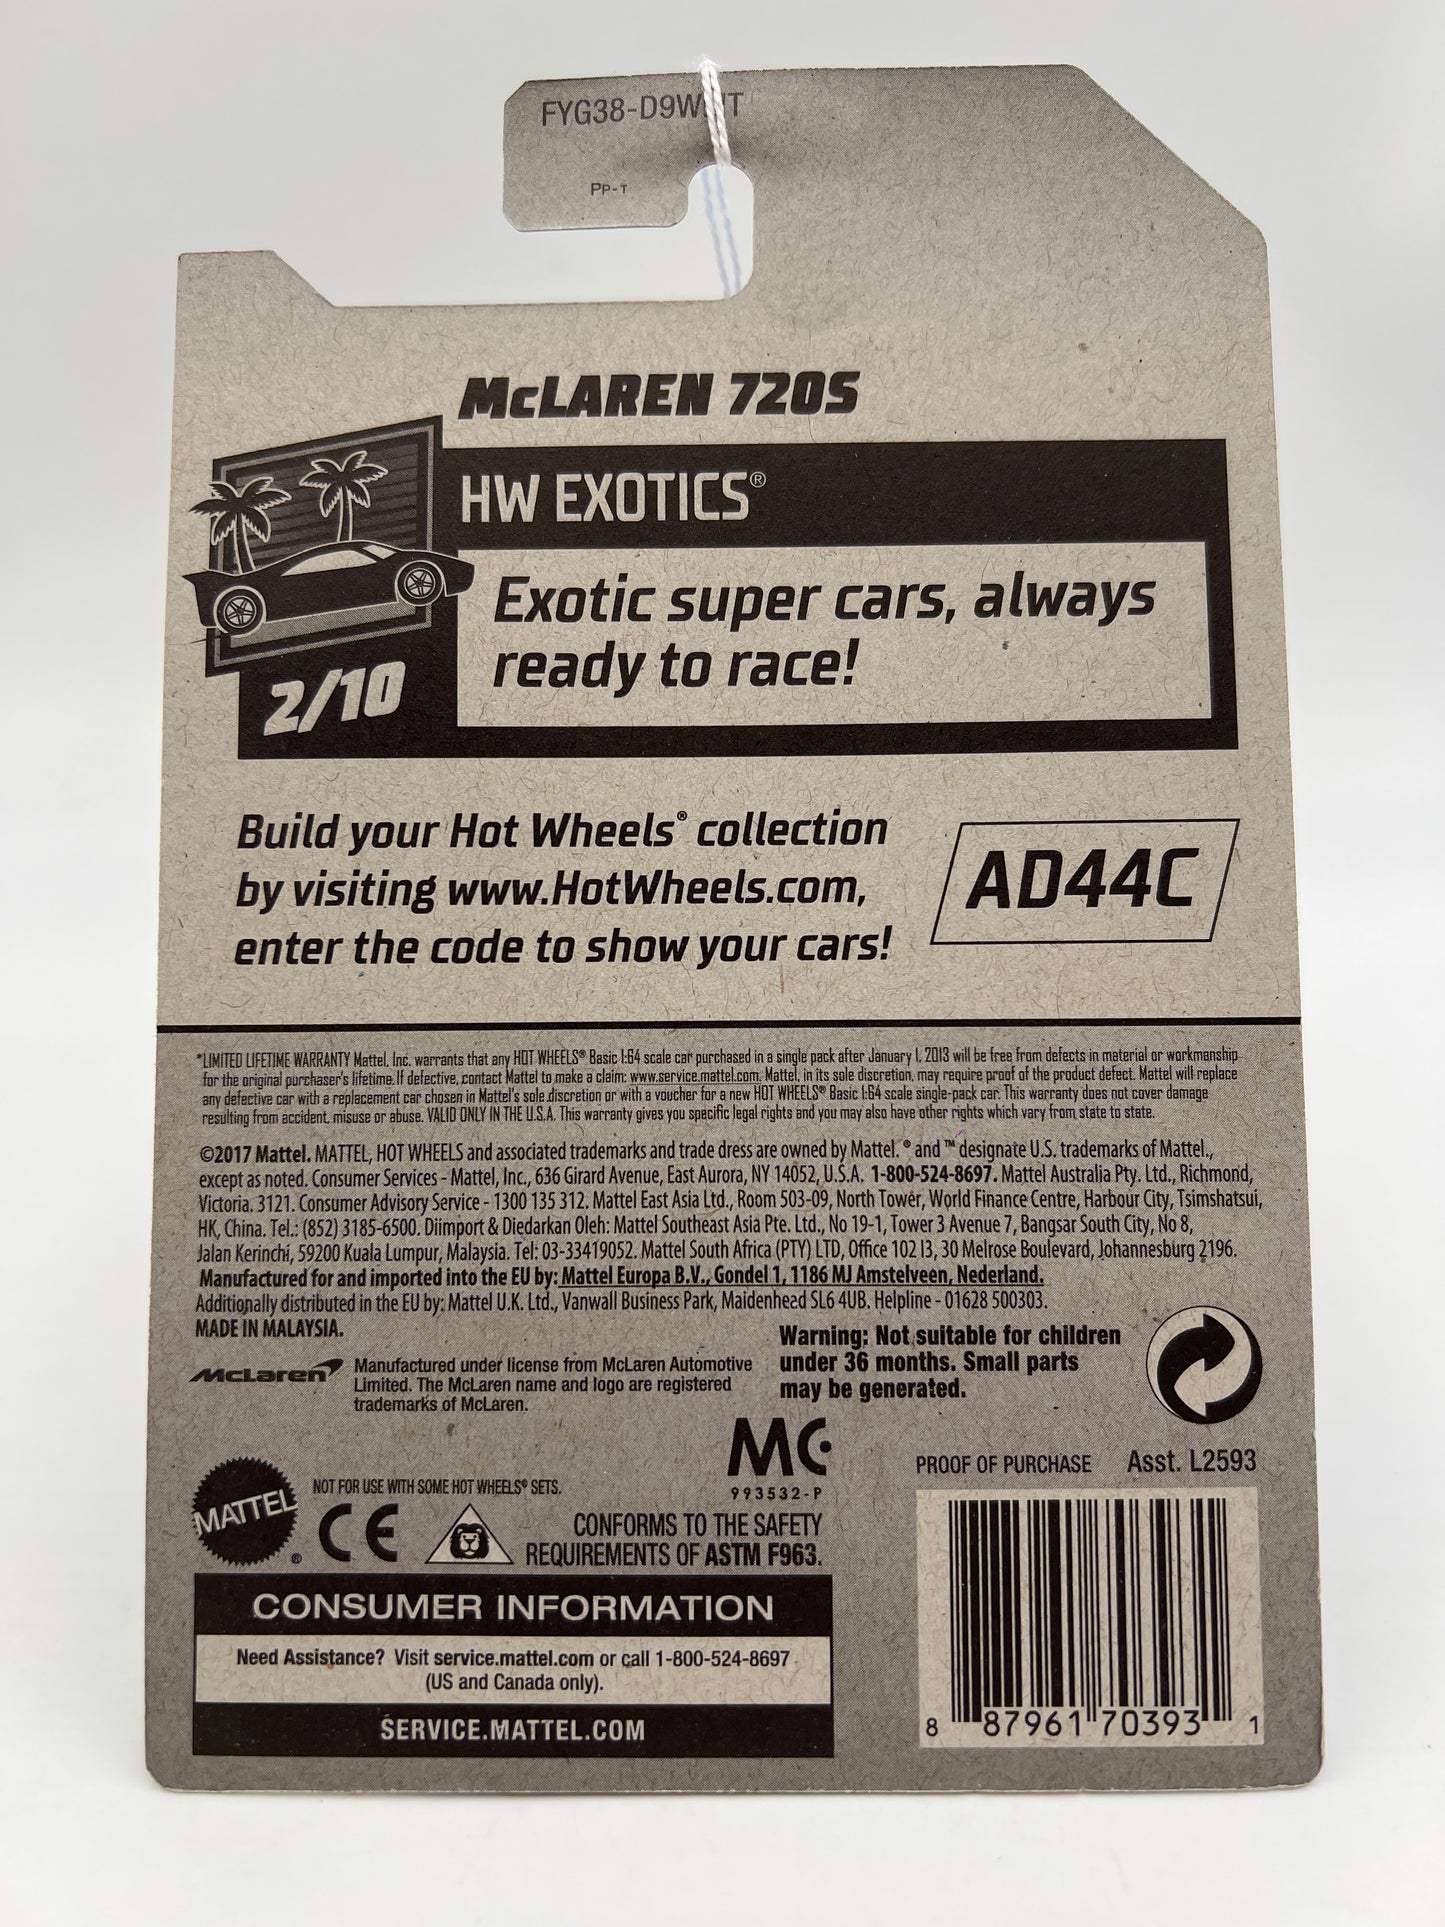 Pp-T
McLAREN 720S
HW EXOTICS®
Exotic super cars, always
ready to race!
2/10
Build your Hot Wheels® collection
by visiting www.HotWheels.com,
enter the code to show your cars!
AD44C
*LIMITED LIFETIME WARRANTY Mattel, Inc. warrants that any HOT WHEELS® Basic 1:64 scale car purchased in a single pack after January 1, 2013 will be free from defects in material or workmanship
for the original purchaser's lifetime. If defective, contact Mattel to make a claim: www.service.mattel.com. Mattel, in its sole discretion, may require proof of the product defect. Mattel will replace
any defective car with a replacement car chosen in Mattel's sole discretion or with a voucher for a new HOT WHEELS® Basic 1:64 scale single-pack car. This warranty does not cover damage
resulting from accident, misuse or abuse. VALID ONLY IN THE U.S.A. This warranty gives you specific legal rights and you may also have other rights which vary from state to state.
©2017 Mattel. MATTEL, HOT WHEELS and associated trademarks and trade dress are owned by Mattel. ® and ™ designate U.S. trademarks of Mattel.,
except as noted. Consumer Services - Mattel, Inc., 636 Girard Avenue, East Aurora, NY 14052, U.S.A. 1-800-524-8697. Mattel Australia Pty. Ltd., Richmond,
Victoria. 3121. Consumer Advisory Service - 1300 135 312. Mattel East Asia Ltd., Room 503-09, North Tower, World Finance Centre, Harbour City, Tsimshatsui,
HK, China. Tel.: (852) 3185-6500. Diimport & Diedarkan Oleh: Mattel Southeast Asia Pte. Ltd., No 19-1, Tower 3 Avenue 7, Bangsar South City, No 8,
Jalan Kerinchi, 59200 Kuala Lumpur, Malaysia. Tel: 03-33419052. Mattel South Africa (PTY) LTD, Office 102 I3, 30 Melrose Boulevard, Johannesburg 2196.
Manufactured for and imported into the EU by: Mattel Europa B.V., Gondel 1, 1186 MJ Amstelveen, Nederland.
Additionally distributed in the EU by: Mattel U.K. Ltd., Vanwall Business Park, Maidenhead SL6 4UB. Helpline - 01628 500303.
MADE IN MALAYSIA.
McLaren
Manufactured under license from McLaren Automotive
Limited. The McLaren name and logo are registered
trademarks of McLaren.
Warning: Not suitable for children
under 36 months. Small parts
may be generated.
MC
993532-P
PROOF OF PURCHASE Asst. L2593
MATTEL®
NOT FOR USE WITH SOME HOT WHEELS® SETS.
CE
CONFORMS TO THE SAFETY
REQUIREMENTS OF ASTM F963.
CONSUMER INFORMATION
Need Assistance? Visit service.mattel.com or call 1-800-524-8697
(US and Canada only).
SERVICE.MATTEL.COM
8 87961 70393 1